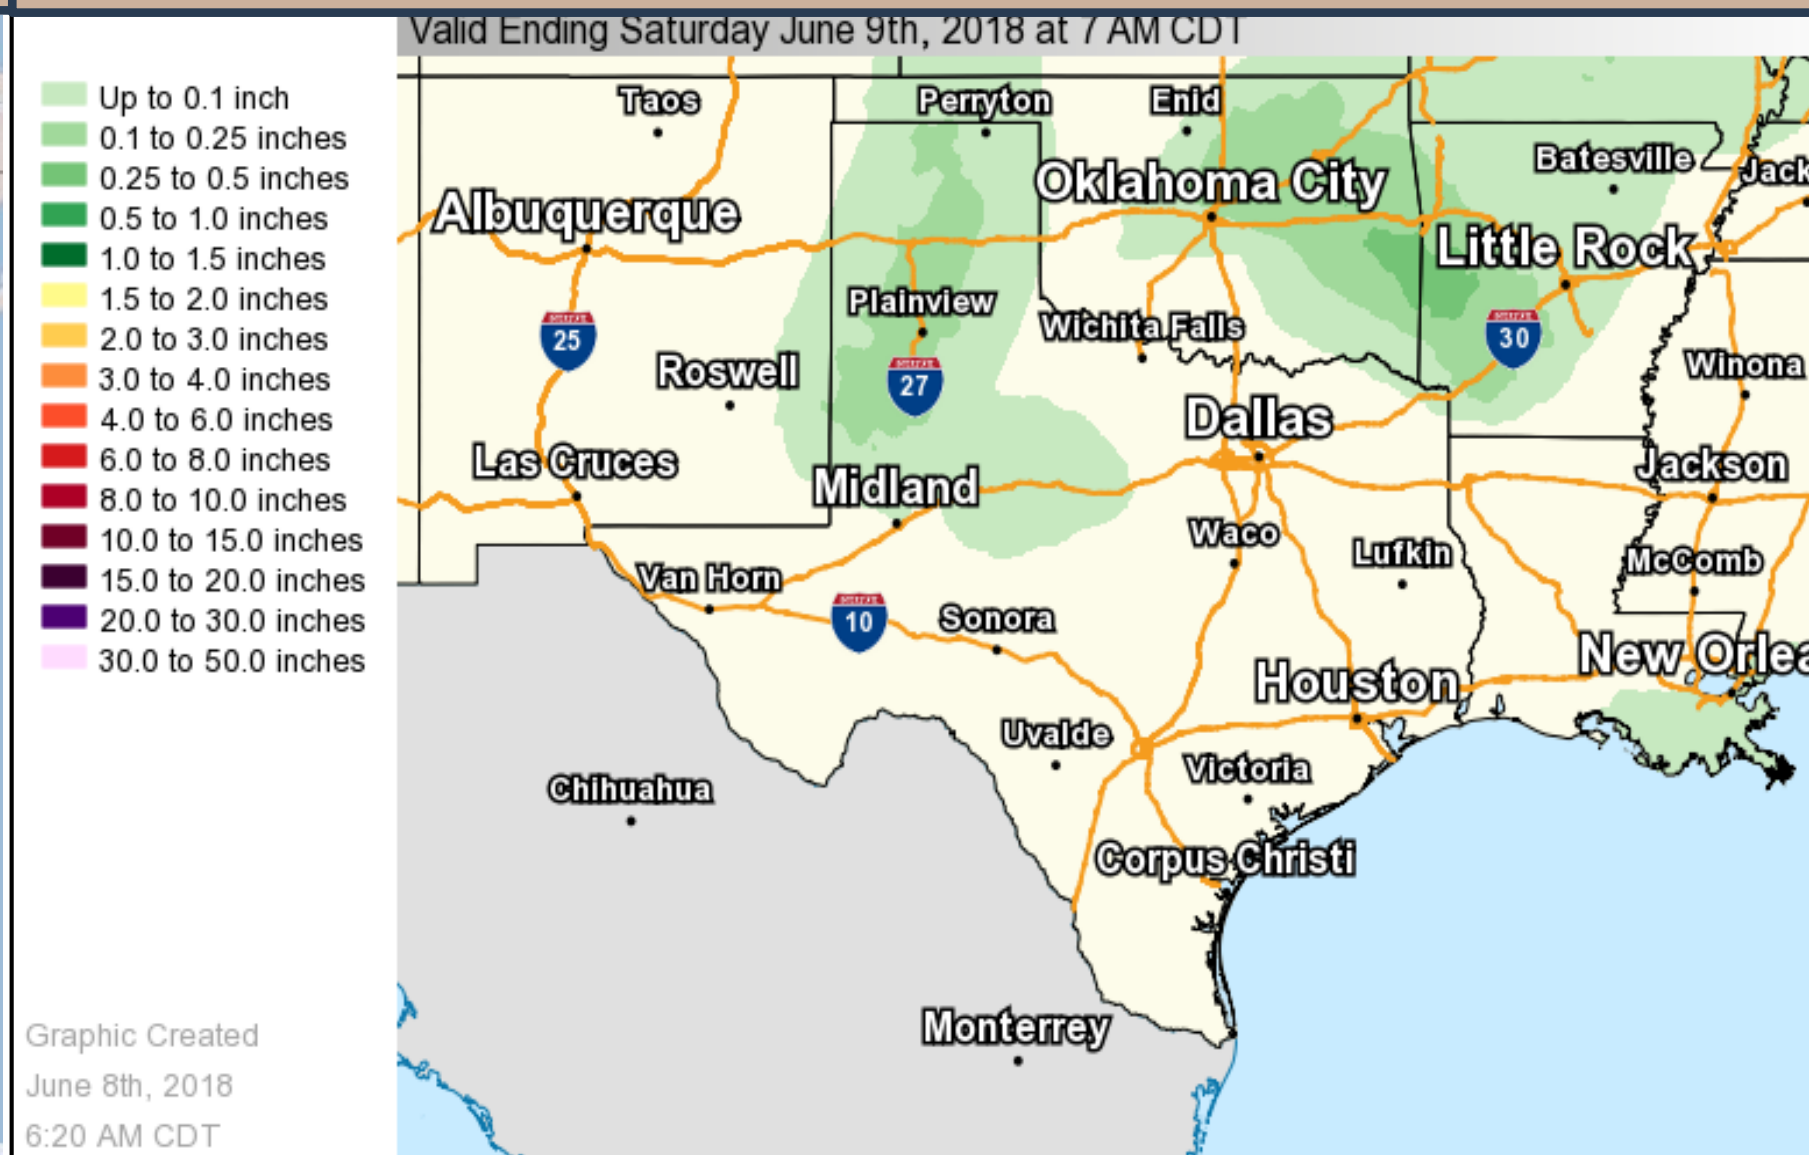 Valid Ending Saturday June 9th, 2018 at 7 AM CDT
Up to 0.1 inch
0.1 to 0.25 inches
0.25 to 0.5 inches
0.5 to 1.0 inches
1.0 to 1.5 inches
1.5 to 2.0 inches
2.0 to 3.0 inches
3.0 to 4.0 inches
4.0 to 6.0 inches
6.0 to 8.0 inches
8.0 to 10.0 inches
10.0 to 15.0 inches
15.0 to 20.0 inches
20.0 to 30.0 inches
30.0 to 50.0 inches
Graphic Created
June 8th, 2018
6:20 AM CDT
Taos
Perryton
Enid
Batesville
Jack
Oklahoma City
Albuquerque
Little Rock
Plainview
Wichita Falls
25
30
Winona
Roswell
27
Dallas
Las Cruces
Jackson
Midland
Waco
Lufkin
McComb
Van Horn
10
Sonora
New Orlea
Houston
Uvalde
Victoria
Chihuahua
Corpus Christi
Monterrey